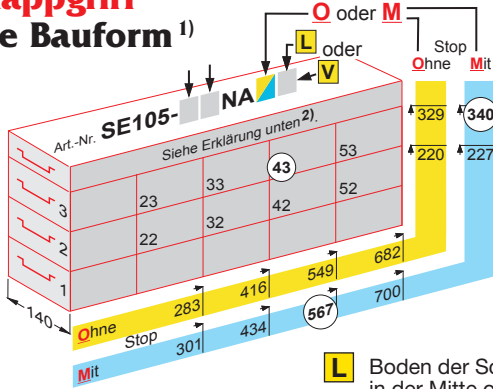 appgriff
e Bauform 1)
O oder M
L oder
V
Stop
Ohne Mit
Art.-Nr. SE105- NA
Siehe Erklärung unten 2).
329 340
220 227
3 23 33 43 53
2 22 32 42 52
1
140
Ohne 283 416 549 682
Stop
Mit 301 434 567 700
L Boden der Sc
in der Mitte